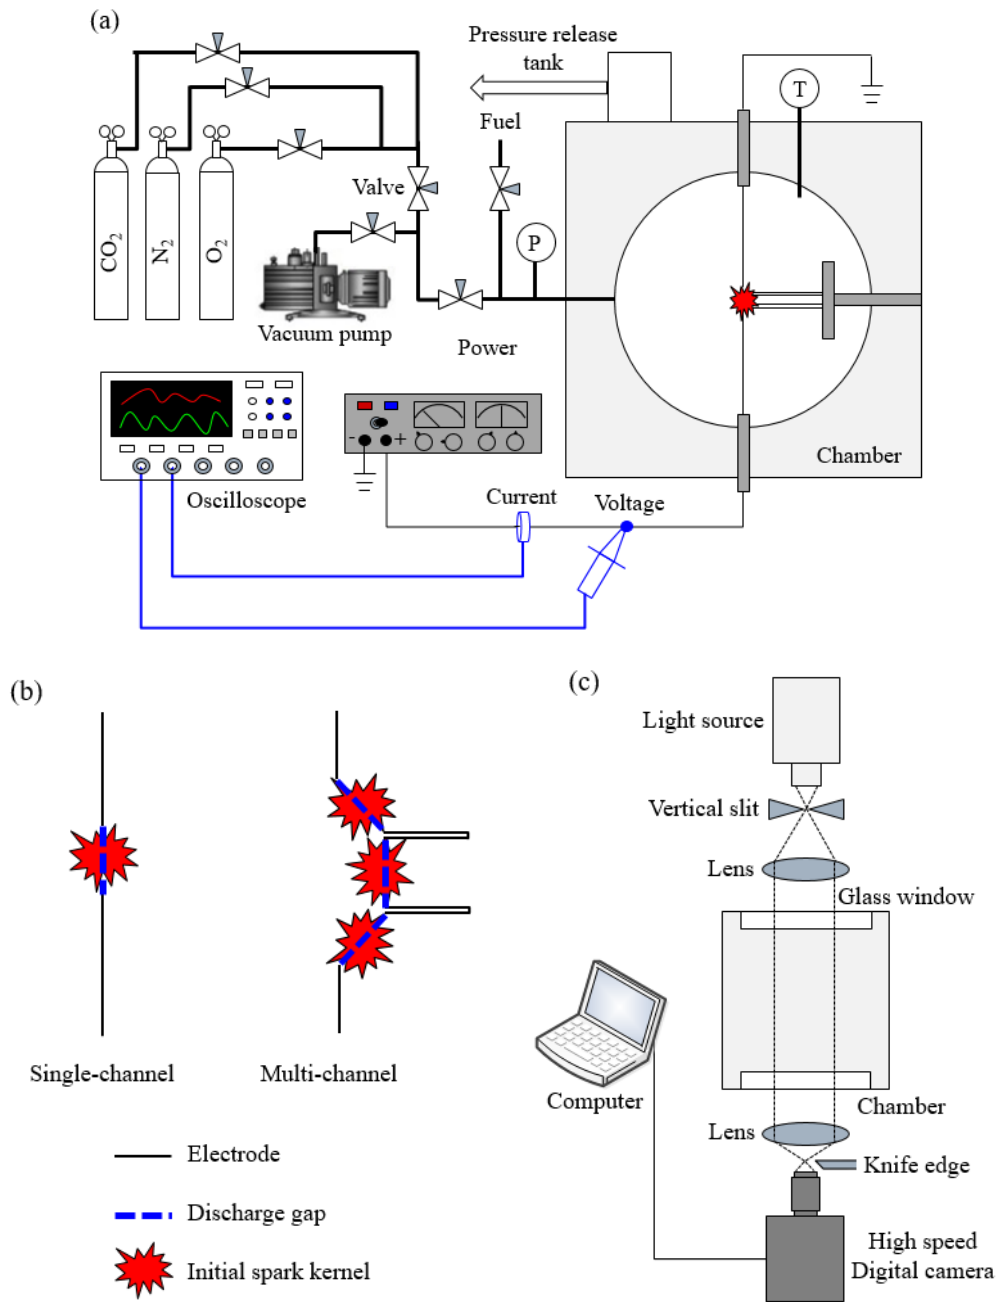 (a)
Pressure release
tank
T
Fuel
Valve
CO2
N2
O2
P
Vacuum pump
Power
- +
Chamber
Oscilloscope
Current
Voltage
(b)
(c)
Light source
Vertical slit
Lens
Glass window
Single-channel
Multi-channel
Computer
Chamber
Lens
Knife edge
Electrode
Discharge gap
Initial spark kernel
High speed
Digital camera